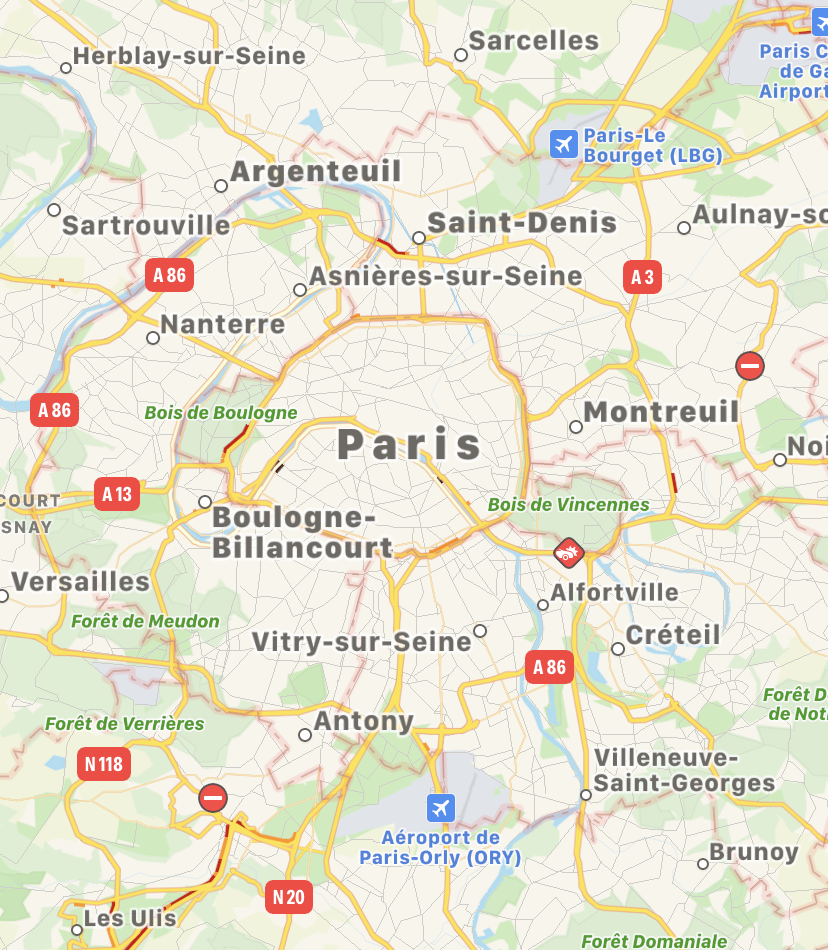 Herblay-sur-Seine
Sarcelles
Paris C
de Ga
Airport
Paris-Le
Bourget (LBG)
Argenteuil
Sartrouville
Saint-Denis
Aulnay-so
A 86
Asnières-sur-Seine
A 3
Nanterre
A 86
Bois de Boulogne
Montreuil
Paris
Noi
A 13
COURT
SNAY
Bois de Vincennes
Boulogne-
Billancourt
Versailles
Alfortville
Forêt de Meudon
Vitry-sur-Seine
Créteil
A 86
Forêt D
de Notr
Forêt de Verrières
Antony
N 118
Villeneuve-
Saint-Georges
Aéroport de
Paris-Orly (ORY)
Brunoy
N 20
Les Ulis
Forêt Domaniale